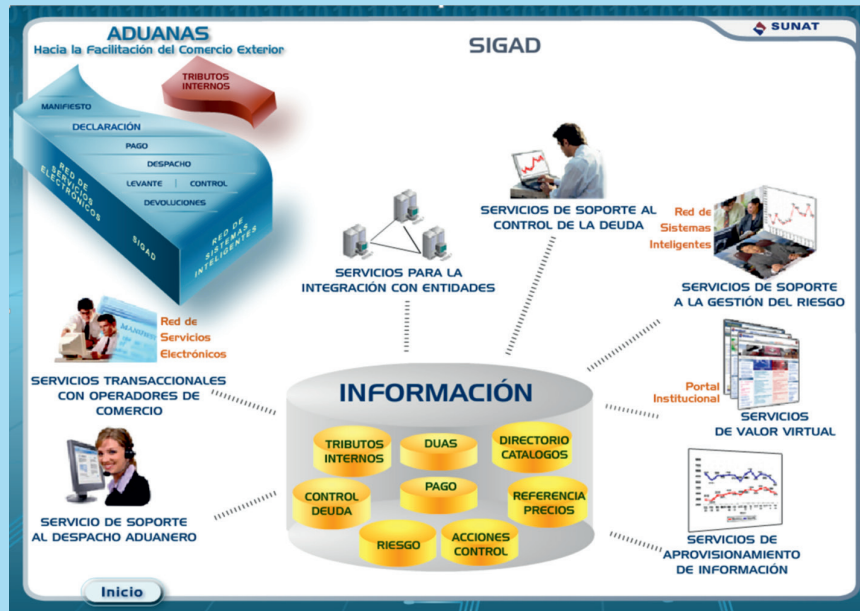 ADUANAS
Hacia la Facilitación del Comercio Exterior
SIGAD
SUNAT
TRIBUTOS
INTERNOS
MANIFIESTO
DECLARACIÓN
PAGO
DESPACHO
LEVANTE | CONTROL
DEVOLUCIONES
RED DE
SERVICIOS
ELECTRÓNICOS
SIGAD
RED DE
SISTEMAS
INTELIGENTES
SERVICIOS PARA LA
INTEGRACIÓN CON ENTIDADES
SERVICIOS DE SOPORTE AL
CONTROL DE LA DEUDA
Red de
Sistemas
Inteligentes
SERVICIOS DE SOPORTE
A LA GESTIÓN DEL RIESGO
MANIFIESTO
Red de
Servicios
Electrónicos
SERVICIOS TRANSACCIONALES
CON OPERADORES DE
COMERCIO
Portal
Institucional
SERVICIOS
DE VALOR VIRTUAL
SERVICIO DE SOPORTE
AL DESPACHO ADUANERO
SERVICIOS DE
APROVISIONAMIENTO
DE INFORMACIÓN
INFORMACIÓN
TRIBUTOS
INTERNOS
DUAS
DIRECTORIO
CATALOGOS
CONTROL
DEUDA
PAGO
REFERENCIA
PRECIOS
RIESGO
ACCIONES
CONTROL
Inicio